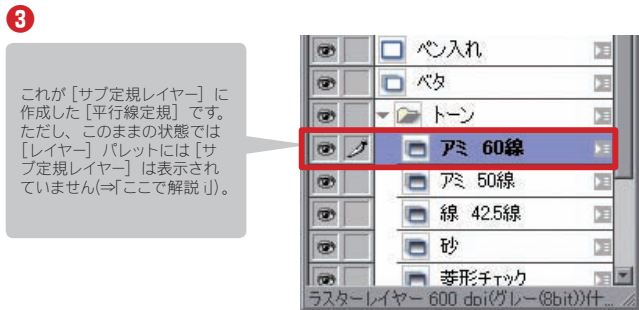 3
これが［サブ定規レイヤー］に
作成した［平行線定規］です。
ただし、このままの状態では
［レイヤー］パレットには［サ
ブ定規レイヤー］は表示され
ていません(⇒「ここで解説 i」)。
ペン入れ
ベタ
トーン
アミ 60線
アミ 50線
線 42.5線
砂
菱形チェック
ラスターレイヤー 600 dpi(グレー(8bit))(十...